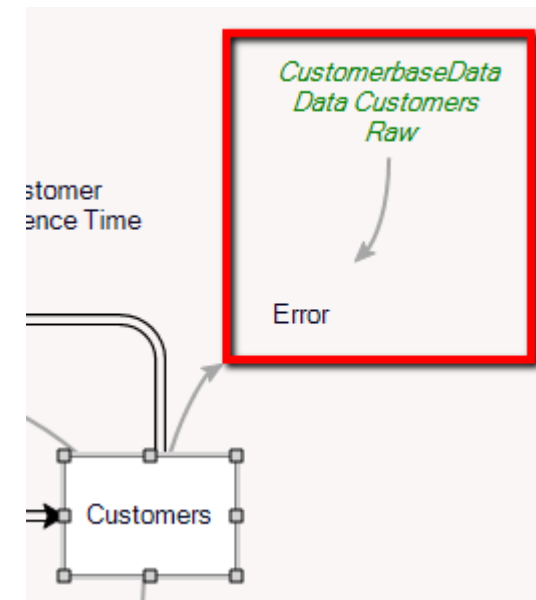 CustomerbaseData
Data Customers
Raw
stomer
ence Time
Error
Customers